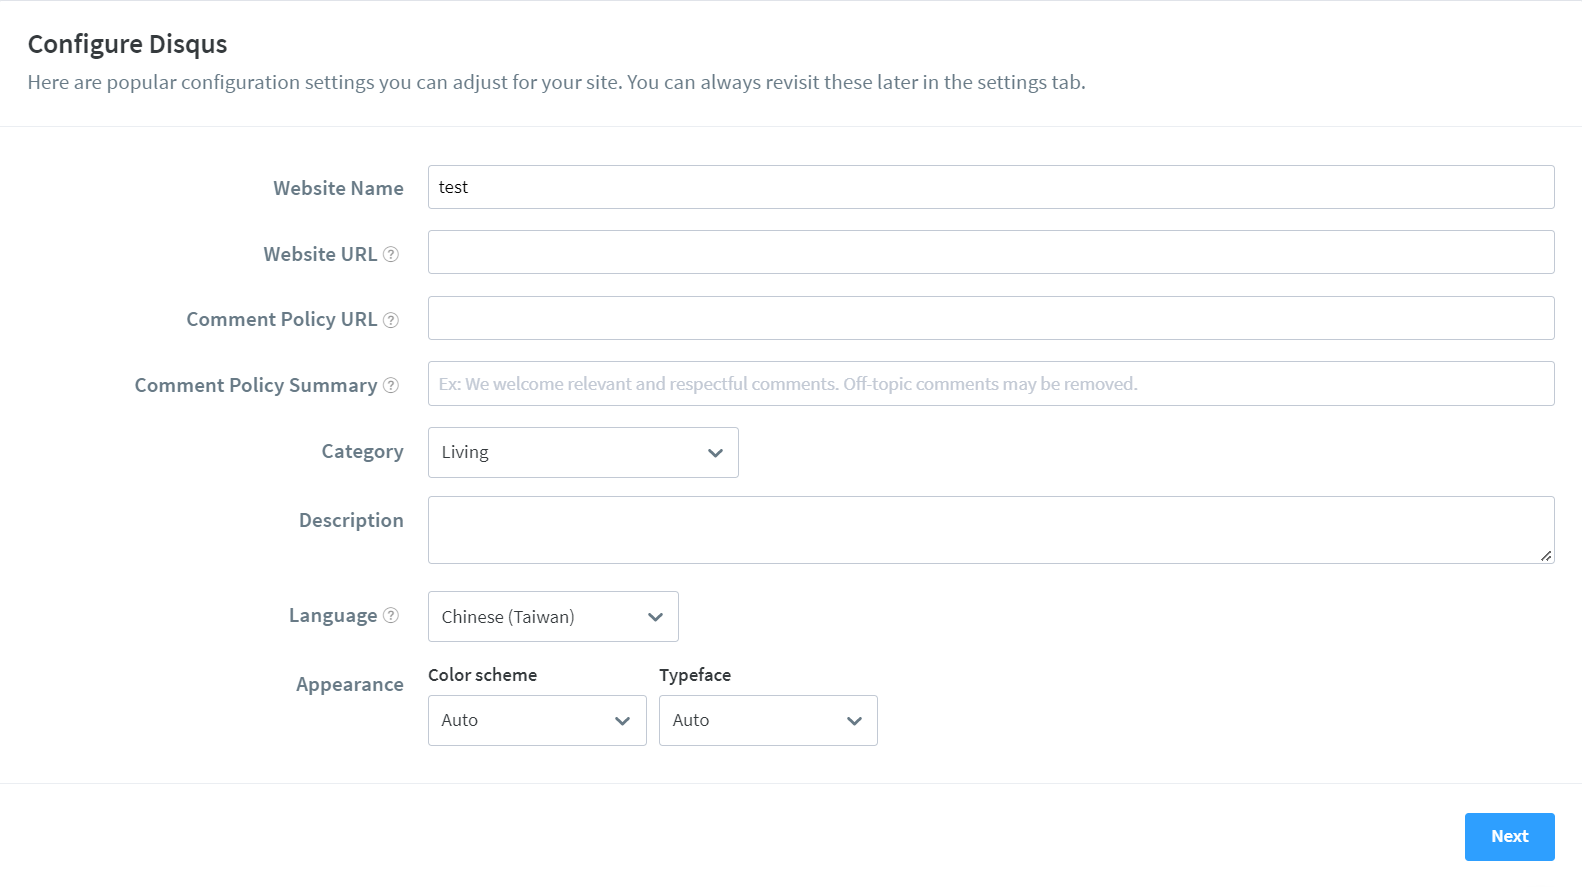 Configure Disqus
Here are popular configuration settings you can adjust for your site. You can always revisit these later in the settings tab.
Website Name
test
Website URL ?
Comment Policy URL ?
Comment Policy Summary ?
Ex: We welcome relevant and respectful comments. Off-topic comments may be removed.
Category
Living
Description
Language ?
Chinese (Taiwan)
Appearance
Color scheme
Typeface
Auto
Auto
Next